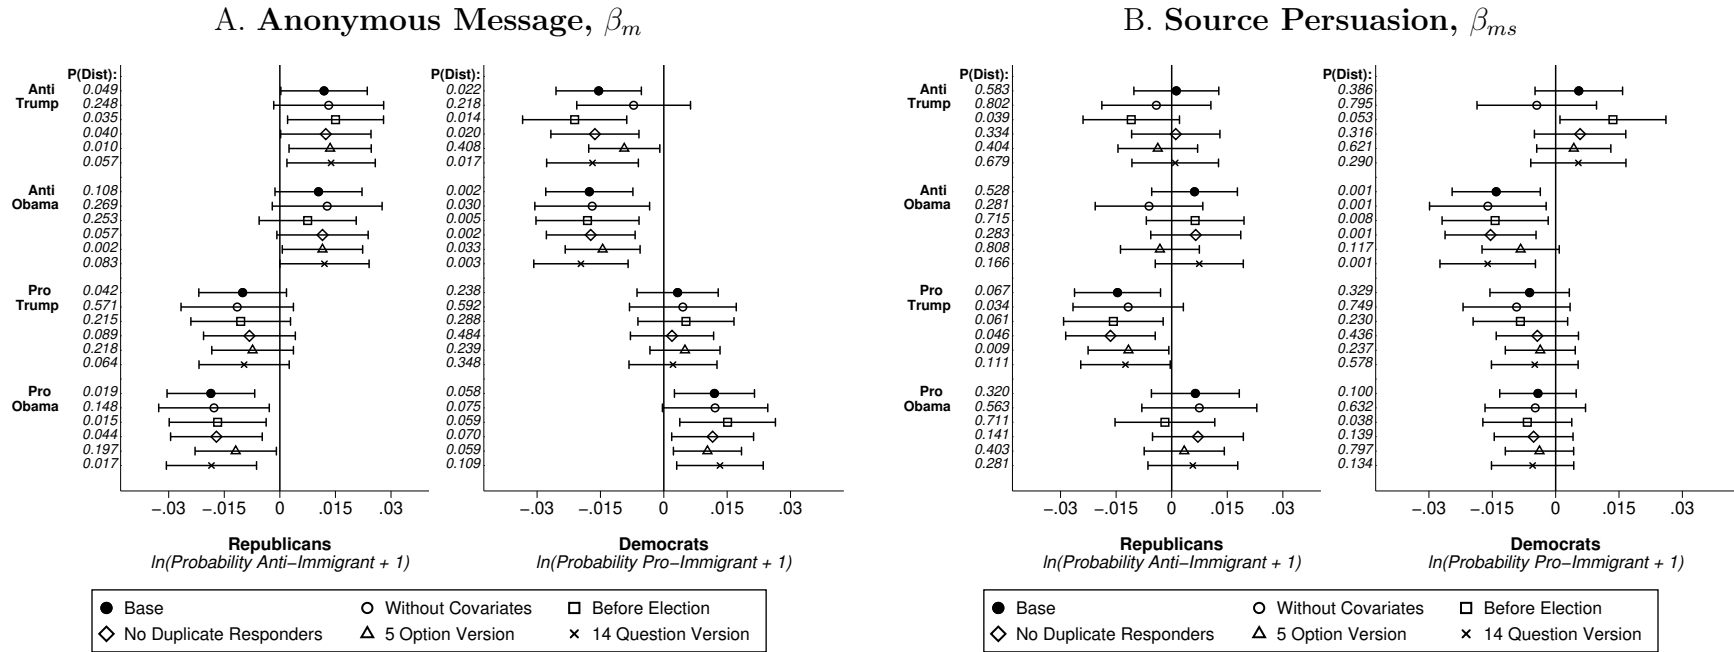 A. Anonymous Message, βm
P(Dist):
Anti
Trump
0.049
0.248
0.035
0.040
0.010
0.057
Anti
Obama
0.108
0.269
0.253
0.057
0.002
0.083
Pro
Trump
0.042
0.571
0.215
0.089
0.218
0.064
Pro
Obama
0.019
0.148
0.015
0.044
0.197
0.017
−.03 −.015 0 .015 .03
Republicans
ln(Probability Anti−Immigrant + 1)
P(Dist):
0.022
0.218
0.014
0.020
0.408
0.017
0.002
0.030
0.005
0.002
0.033
0.003
0.238
0.592
0.288
0.484
0.239
0.348
0.058
0.075
0.059
0.070
0.059
0.109
−.03 −.015 0 .015 .03
Democrats
ln(Probability Pro−Immigrant + 1)
Base Without Covariates Before Election
No Duplicate Responders 5 Option Version 14 Question Version
B. Source Persuasion, βms
P(Dist):
Anti
Trump
0.583
0.802
0.039
0.334
0.404
0.679
Anti
Obama
0.528
0.281
0.715
0.283
0.808
0.166
Pro
Trump
0.067
0.034
0.061
0.046
0.009
0.111
Pro
Obama
0.320
0.563
0.711
0.141
0.403
0.281
−.03 −.015 0 .015 .03
Republicans
ln(Probability Anti−Immigrant + 1)
P(Dist):
0.386
0.795
0.053
0.316
0.621
0.290
0.001
0.001
0.008
0.001
0.117
0.001
0.329
0.749
0.230
0.436
0.237
0.578
0.100
0.632
0.038
0.139
0.797
0.134
−.03 −.015 0 .015 .03
Democrats
ln(Probability Pro−Immigrant + 1)
Base Without Covariates Before Election
No Duplicate Responders 5 Option Version 14 Question Version